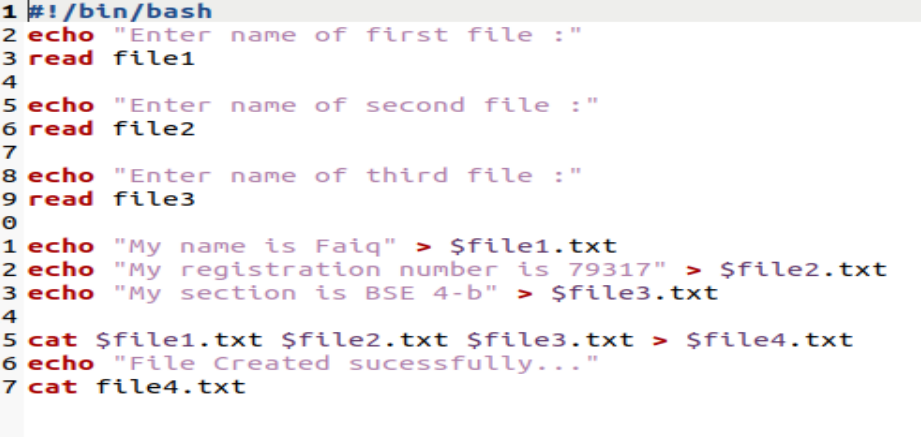 1 #!/bin/bash
2 echo "Enter name of first file :"
3 read file1
4
5 echo "Enter name of second file :"
6 read file2
7
8 echo "Enter name of third file :"
9 read file3
0
1 echo "My name is Faiq" > $file1.txt
2 echo "My registration number is 79317" > $file2.txt
3 echo "My section is BSE 4-b" > $file3.txt
4
5 cat $file1.txt $file2.txt $file3.txt > $file4.txt
6 echo "File Created sucessfully..."
7 cat file4.txt